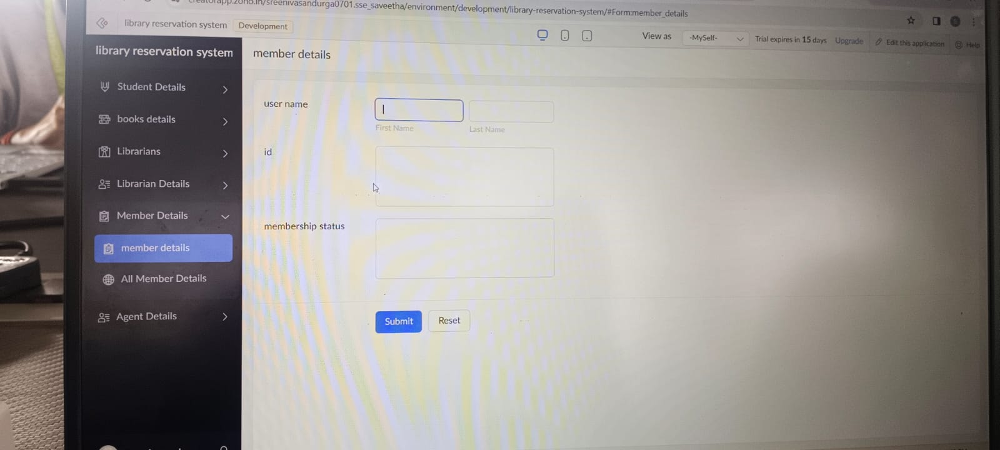 creatorapp.zoho.in/sreenivasandurga0701.sse_saveetha/environment/development/library-reservation-system/#Form:member_details
library reservation system Development View as -MySelf- Trial expires in 15 days Upgrade Edit this application Help
library reservation system
member details
Student Details
books details
Librarians
Librarian Details
Member Details
member details
All Member Details
Agent Details
user name
First Name Last Name
id
membership status
Submit Reset